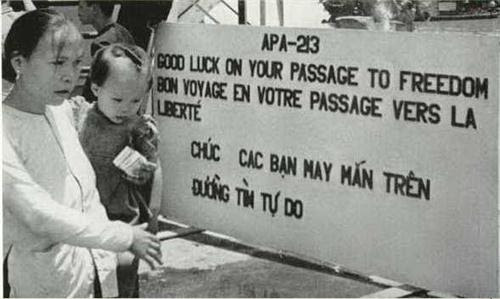 APA-213
GOOD LUCK ON YOUR PASSAGE TO FREEDOM
BON VOYAGE EN VOTRE PASSAGE VERS LA
LIBERTÉ
CHÚC CAC BẠN MAY MẮN TRÊN
ĐƯỜNG TÌM TỰ DO